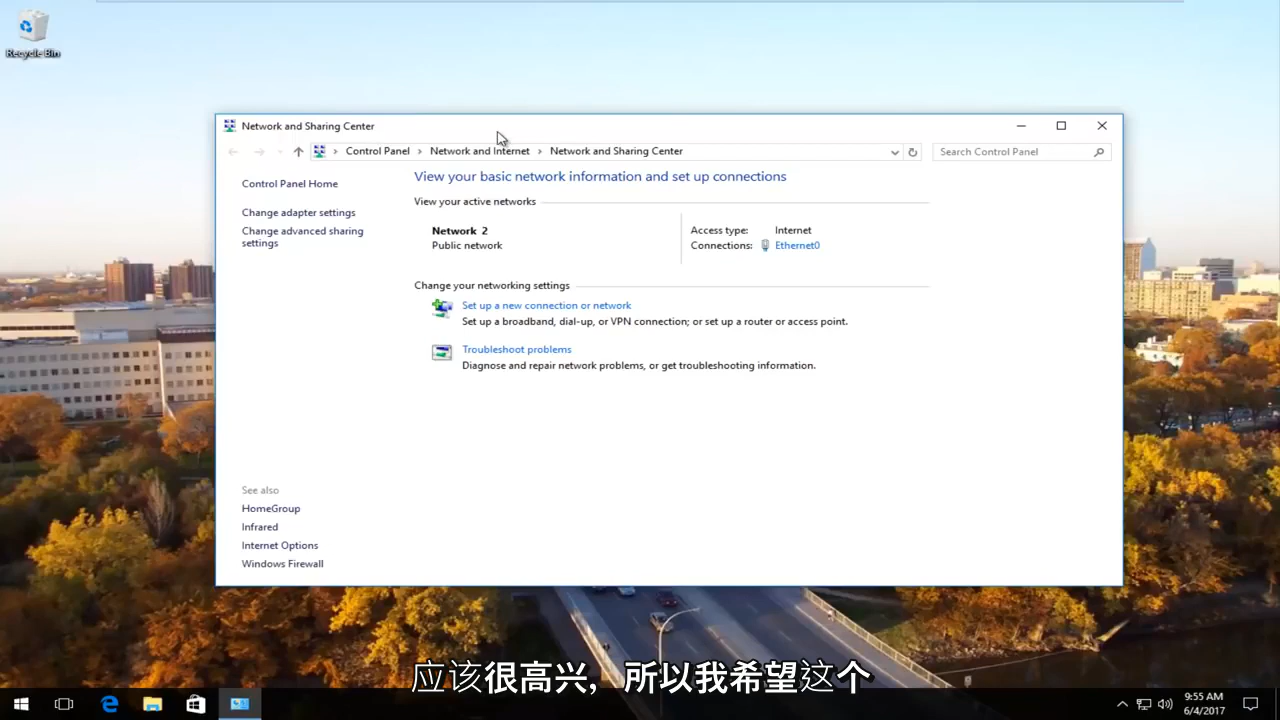 Recycle Bin
Network and Sharing Center
Control Panel › Network and Internet › Network and Sharing Center
Search Control Panel
Control Panel Home
Change adapter settings
Change advanced sharing
settings
View your basic network information and set up connections
View your active networks
Network 2
Public network
Access type: Internet
Connections: Ethernet0
Change your networking settings
Set up a new connection or network
Set up a broadband, dial-up, or VPN connection; or set up a router or access point.
Troubleshoot problems
Diagnose and repair network problems, or get troubleshooting information.
See also
HomeGroup
Infrared
Internet Options
Windows Firewall
应该很高兴，所以我希望这个
9:55 AM
6/4/2017